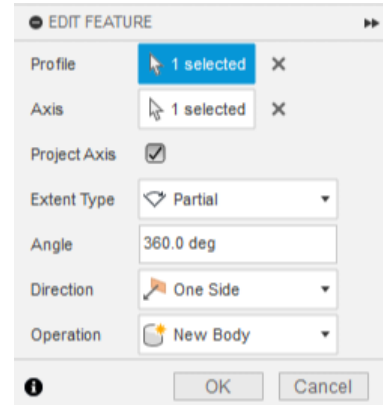 EDIT FEATU
Profile 1 selected
Axis 1 selected
Project Axis
Extent Type Partial
Angle 360.0 deg
Direction One Side
Operation New Body
OK Cancel